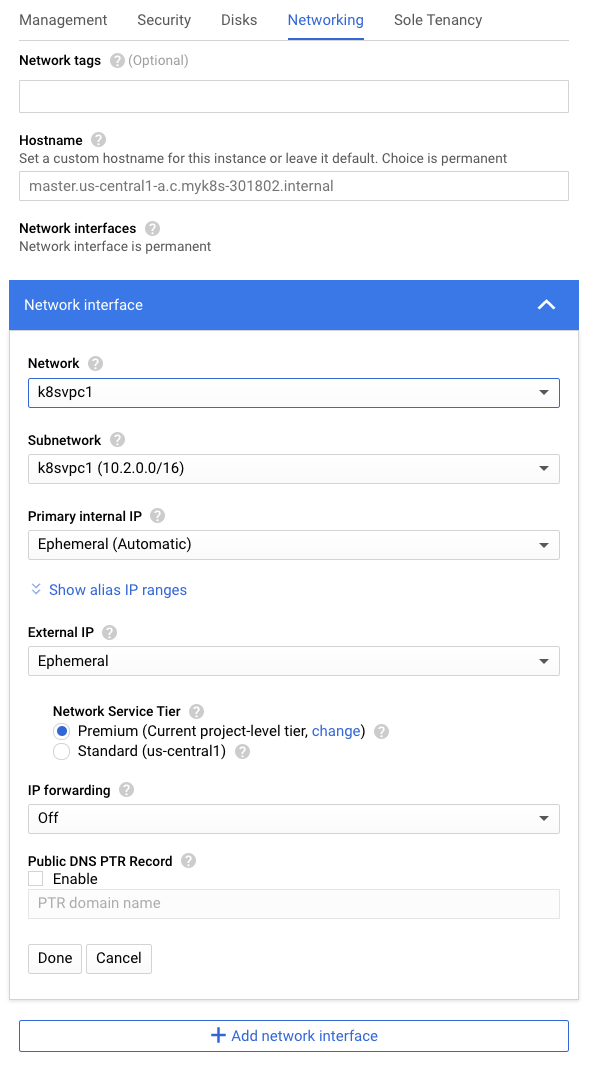 Management Security Disks Networking Sole Tenancy
Network tags ? (Optional)
Hostname ?
Set a custom hostname for this instance or leave it default. Choice is permanent
master.us-central1-a.c.myk8s-301802.internal
Network interfaces ?
Network interface is permanent
Network interface
Network ?
k8svpc1
Subnetwork ?
k8svpc1 (10.2.0.0/16)
Primary internal IP ?
Ephemeral (Automatic)
Show alias IP ranges
External IP ?
Ephemeral
Network Service Tier ?
Premium (Current project-level tier, change) ?
Standard (us-central1) ?
IP forwarding ?
Off
Public DNS PTR Record ?
Enable
PTR domain name
Done Cancel
+ Add network interface